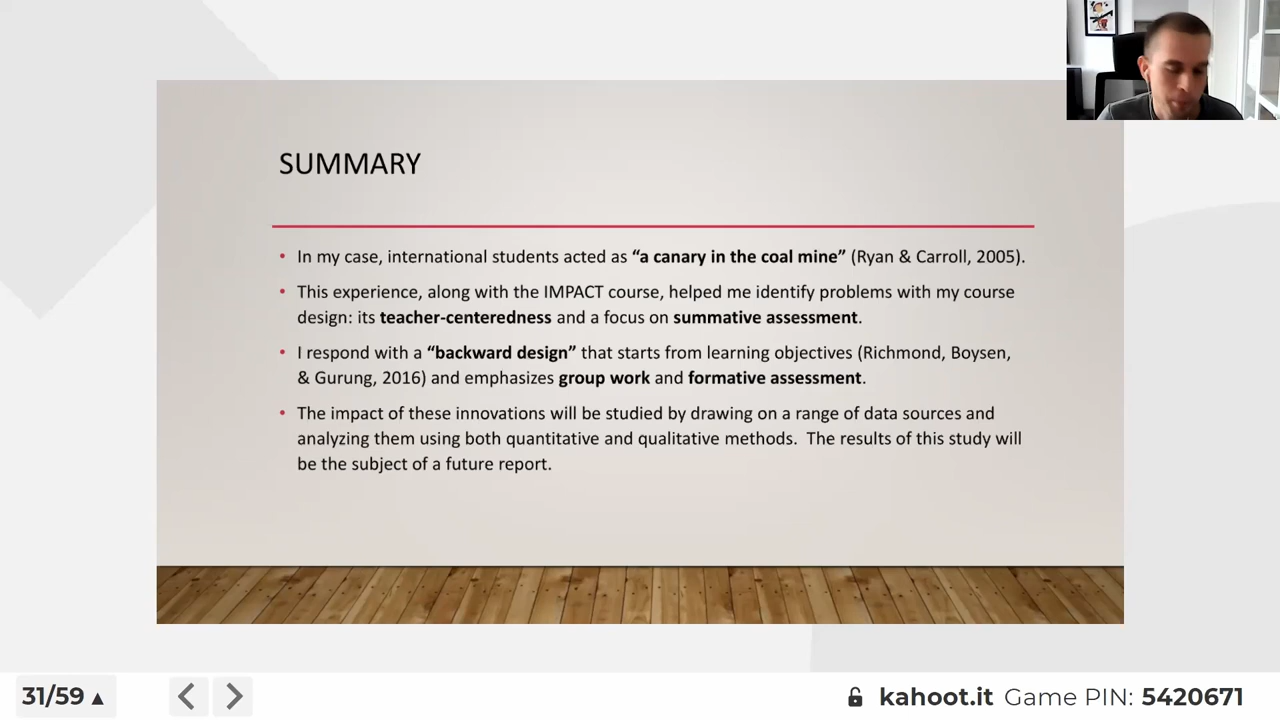 SUMMARY
• In my case, international students acted as “a canary in the coal mine” (Ryan & Carroll, 2005).
• This experience, along with the IMPACT course, helped me identify problems with my course
design: its teacher-centeredness and a focus on summative assessment.
• I respond with a “backward design” that starts from learning objectives (Richmond, Boysen,
& Gurung, 2016) and emphasizes group work and formative assessment.
• The impact of these innovations will be studied by drawing on a range of data sources and
analyzing them using both quantitative and qualitative methods.  The results of this study will
be the subject of a future report.
31/59 ▲
kahoot.it Game PIN: 5420671